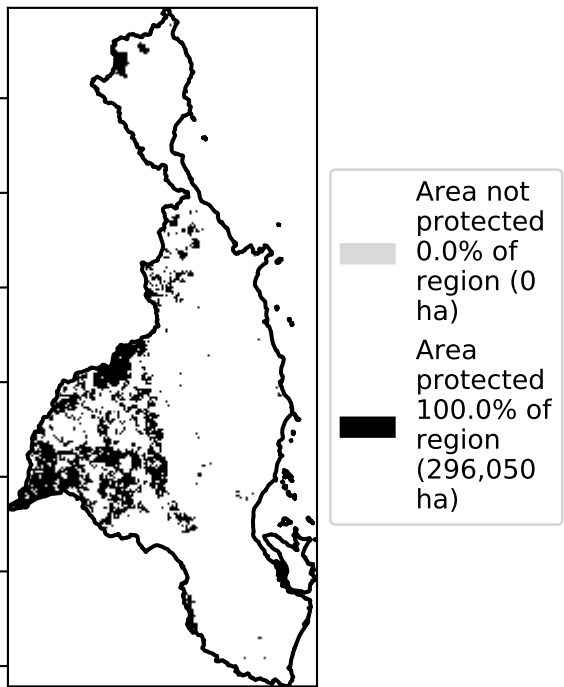 Area not
protected
0.0% of
region (0
ha)
Area
protected
100.0% of
region
(296,050
ha)